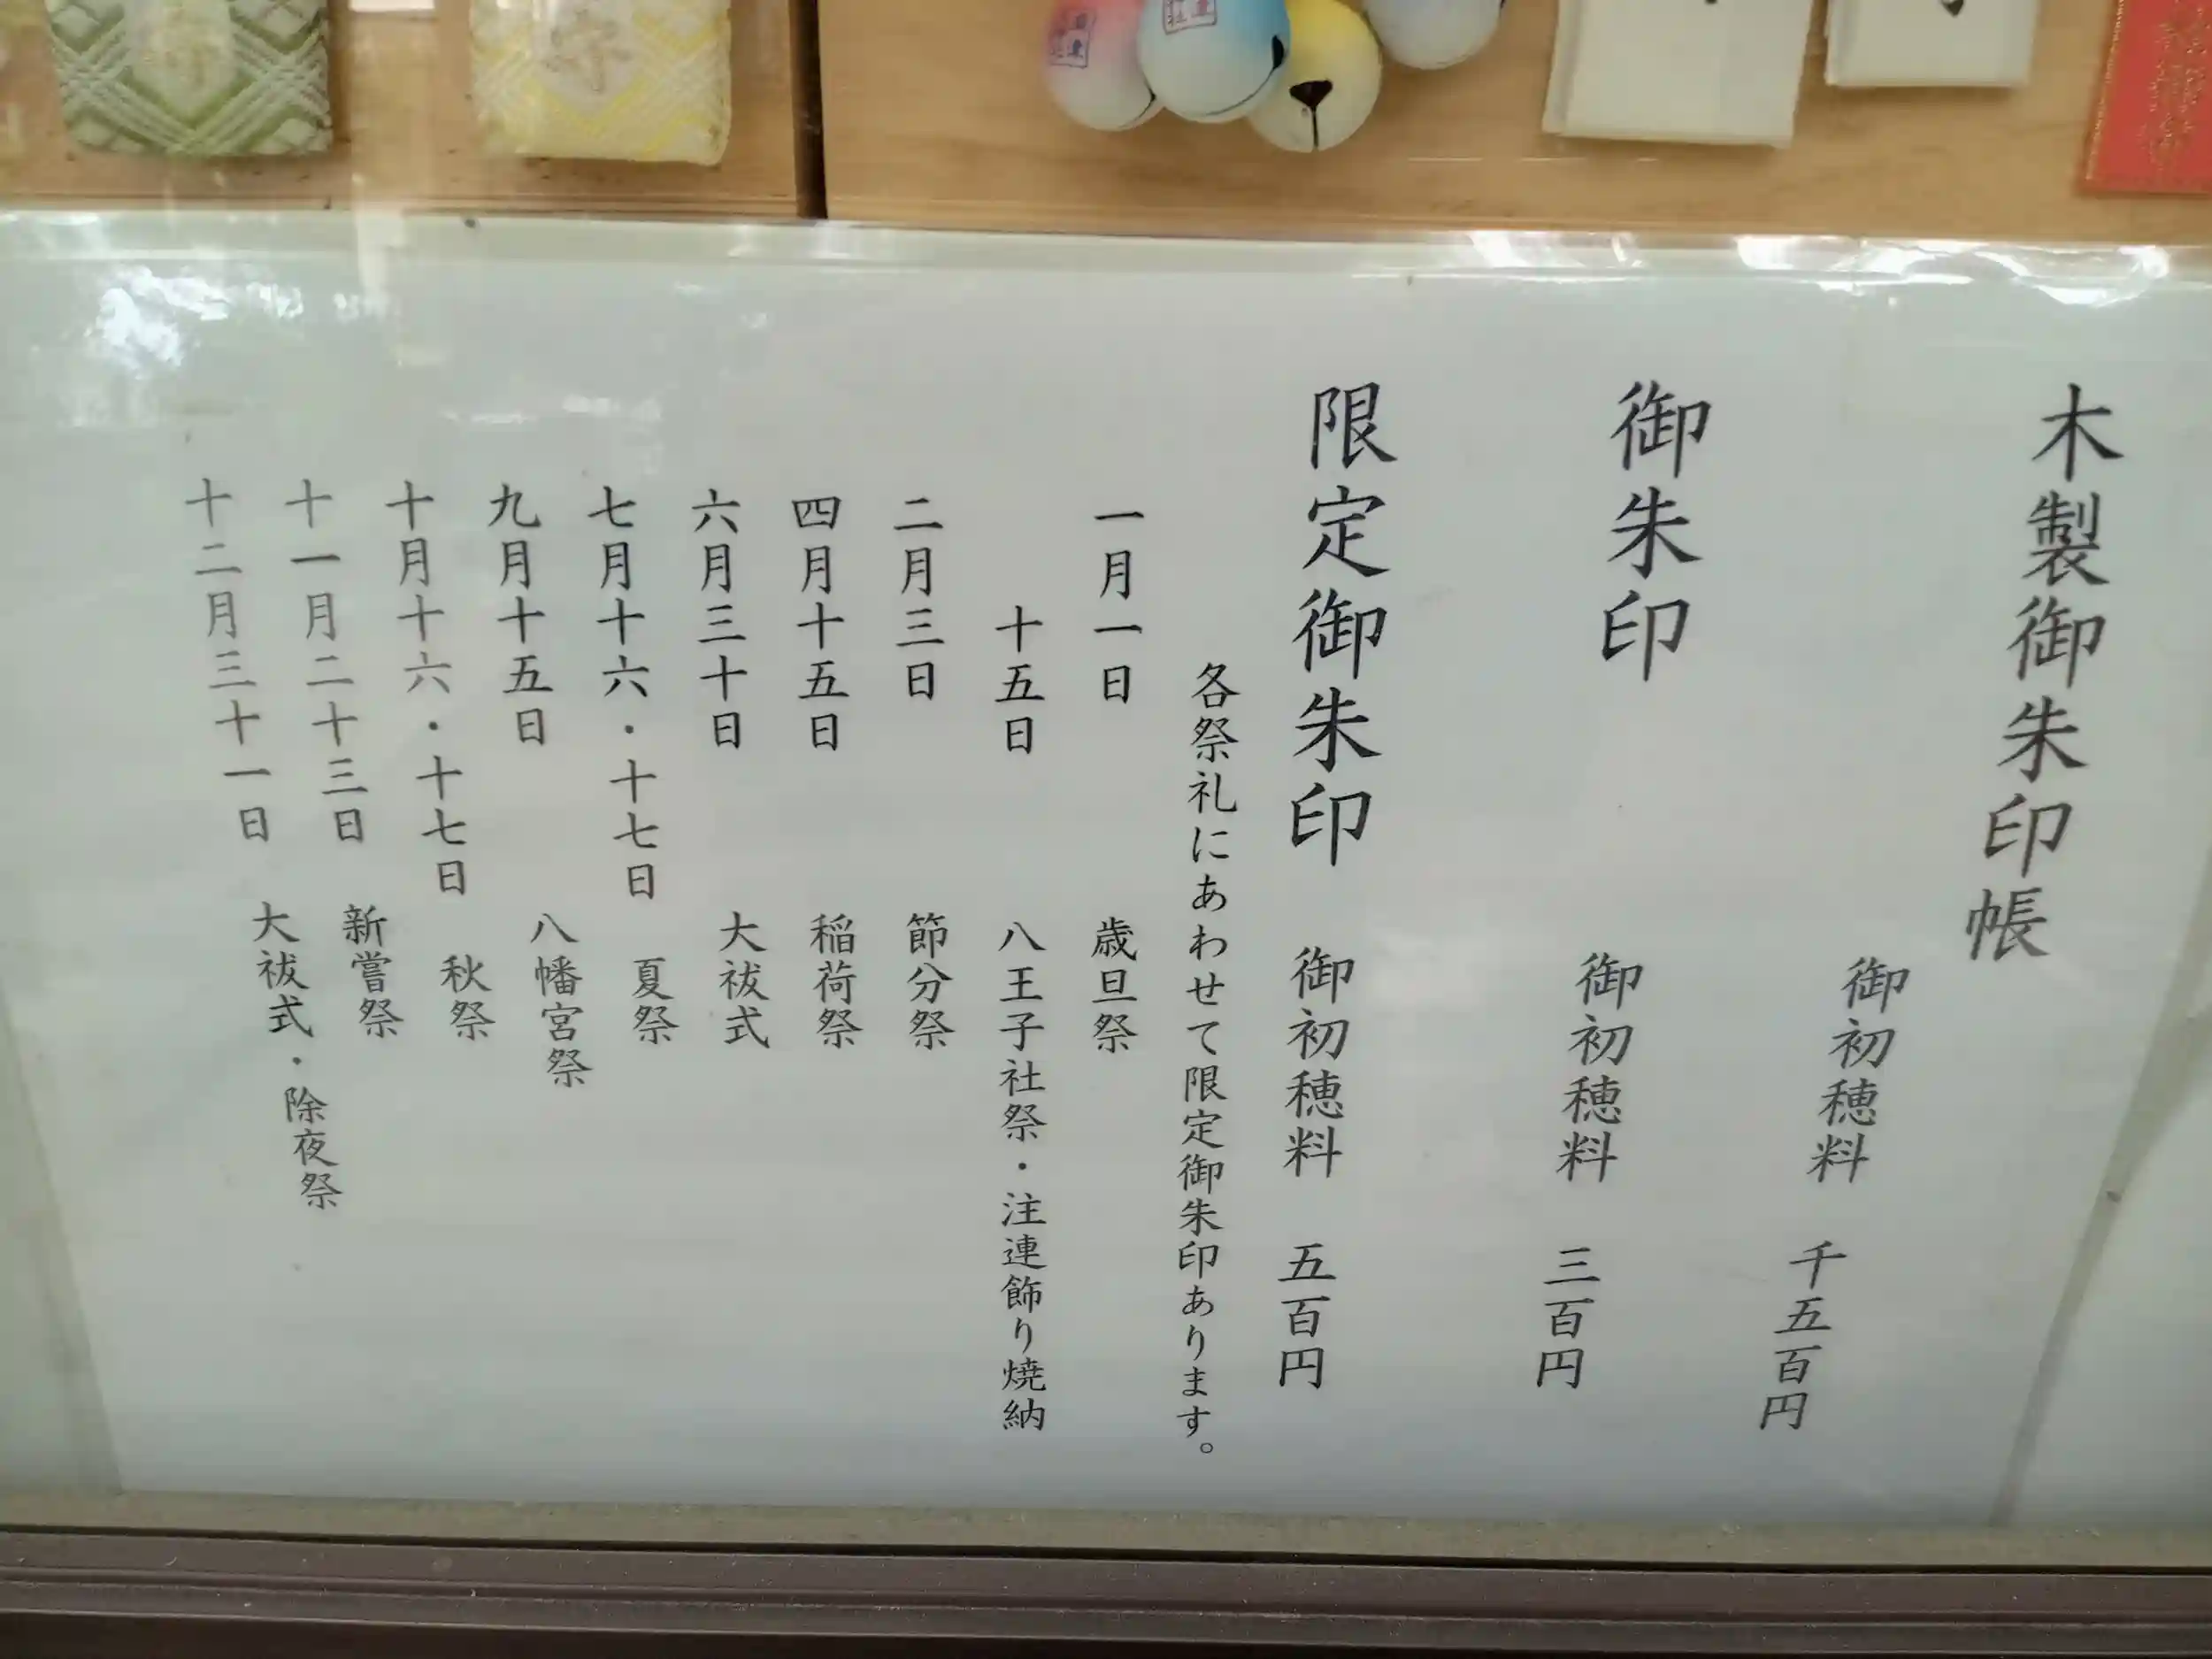 木製御朱印帳
御初穂料 千五百円
御朱印
御初穂料 三百円
限定御朱印 御初穂料 五百円
各祭礼にあわせて限定御朱印あります。
一月一日 歳旦祭
十五日 八王子社祭・注連飾り焼納
二月三日 節分祭
四月十五日 稲荷祭
六月三十日 大祓式
七月十六・十七日 夏祭
九月十五日 八幡宮祭
十月十六・十七日 秋祭
十一月二十三日 新嘗祭
十二月三十一日 大祓式・除夜祭